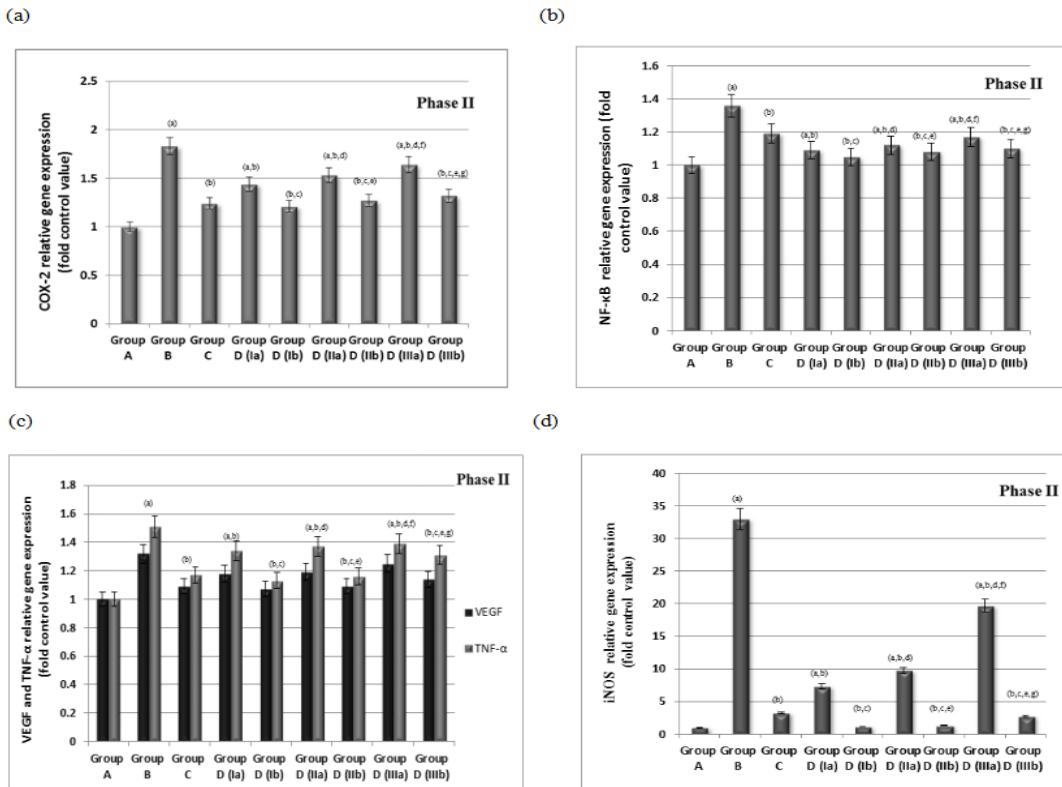 (a)
Phase II
COX-2 relative gene expression
(fold control value)
2.5
2
1.5
1
0.5
0
(a)
(b)
(a,b)
(b,c)
(a,b,d)
(b,c,e)
(a,b,d,f)
(b,c,e,g)
Group Group Group Group Group Group Group Group Group
A B C D (Ia) D (Ib) D (IIa) D (IIb) D (IIIa) D (IIIb)
(b)
Phase II
NF-κB relative gene expression (fold
control value)
1.6
1.4
1.2
1
0.8
0.6
0.4
0.2
0
(a)
(b)
(a,b)
(b,c)
(a,b,d)
(b,c,e)
(a,b,d,f)
(b,c,e,g)
Group Group Group Group Group Group Group Group Group
A B C D (Ia) D (Ib) D (IIa) D (IIb) D (IIIa) D (IIIb)
(c)
Phase II
VEGF and TNF-α relative gene expression
(fold control value)
1.8
1.6
1.4
1.2
1
0.8
0.6
0.4
0.2
0
(a)
(b)
(a,b)
(b,c)
(a,b,d)
(b,c,e)
(a,b,d,f)
(b,c,e,g)
VEGF
TNF-α
Group Group Group Group Group Group Group Group Group
A B C D (Ia) D (Ib) D (IIa) D (IIb) D (IIIa) D (IIIb)
(d)
Phase II
iNOS relative gene expression
(fold control value)
40
35
30
25
20
15
10
5
0
(a)
(b)
(a,b)
(b,c)
(a,b,d)
(b,c,e)
(a,b,d,f)
(b,c,e,g)
Group Group Group Group Group Group Group Group Group
A B C D (Ia) D (Ib) D (IIa) D (IIb) D (IIIa) D (IIIb)